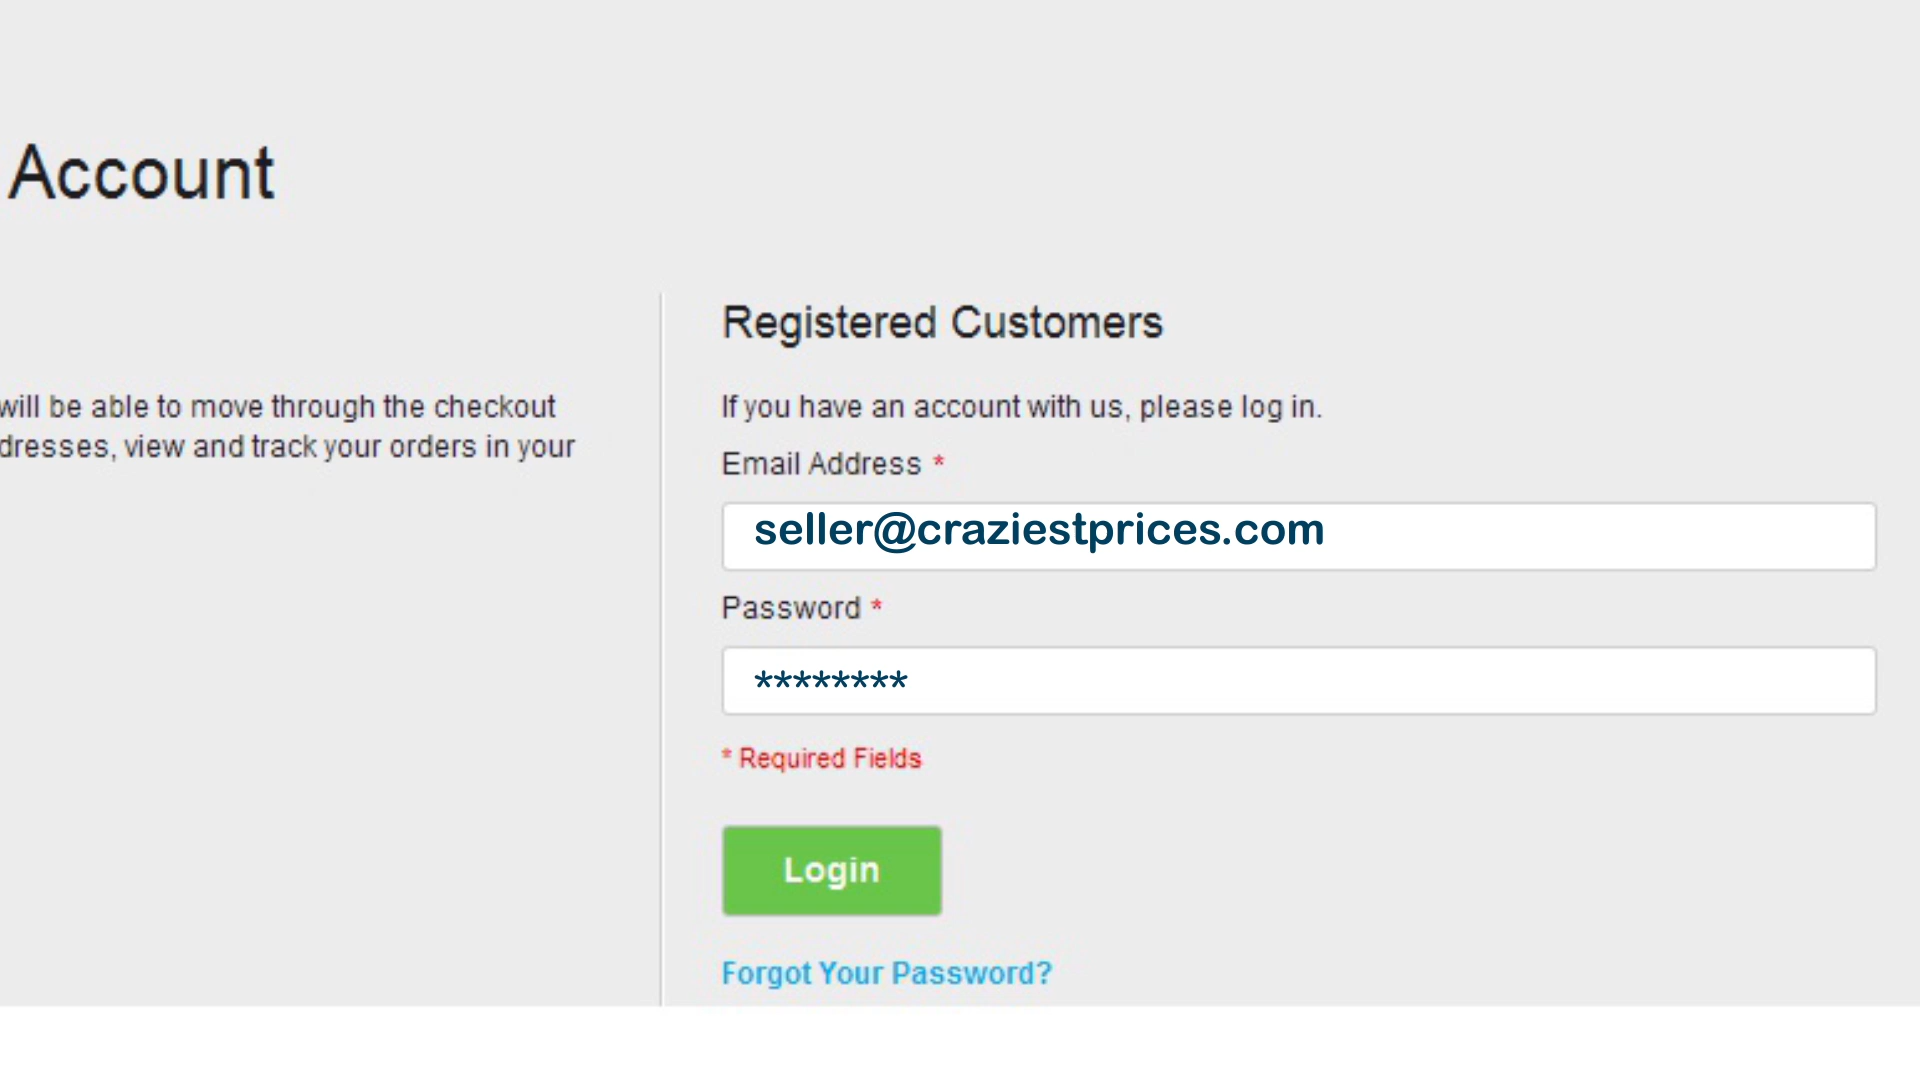 Account
will be able to move through the checkout
dresses, view and track your orders in your
Registered Customers
If you have an account with us, please log in.
Email Address *
seller@craziestprices.com
Password *
********
* Required Fields
Login
Forgot Your Password?